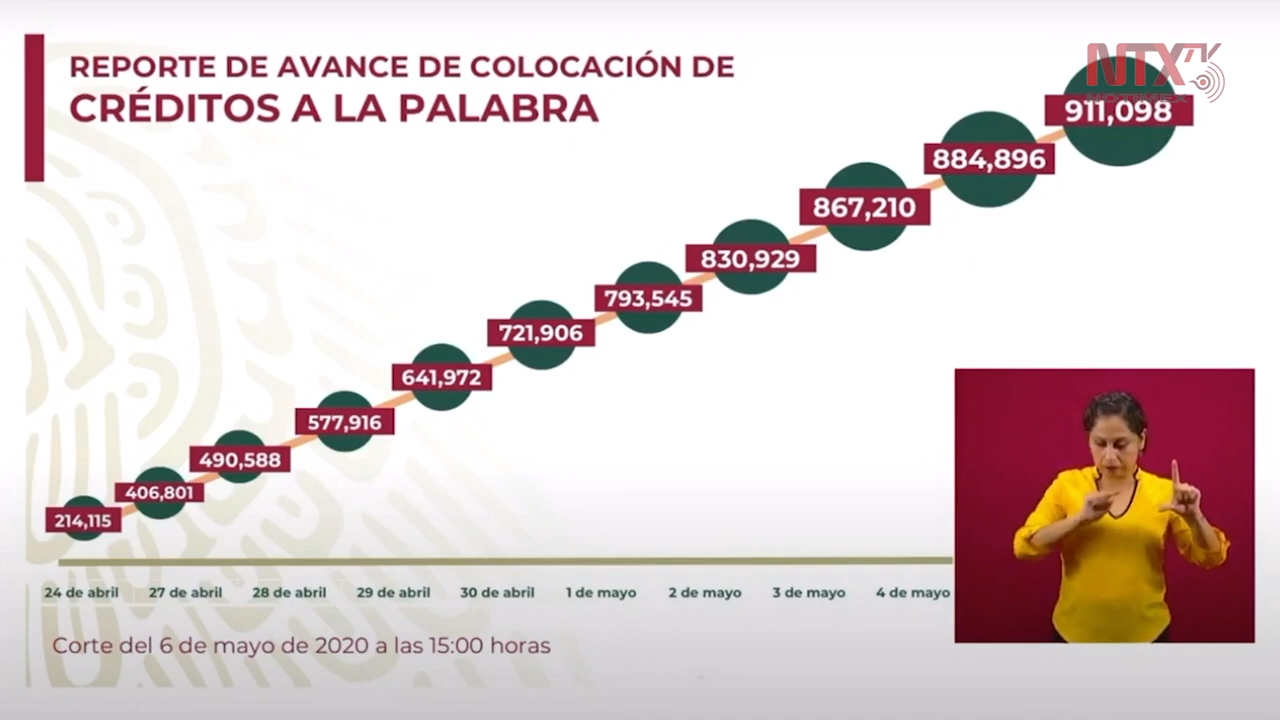 REPORTE DE AVANCE DE COLOCACIÓN DE
CRÉDITOS A LA PALABRA
NTX TV
NOTIMEX
911,098
884,896
867,210
830,929
793,545
721,906
641,972
577,916
490,588
406,801
214,115
24 de abril 27 de abril 28 de abril 29 de abril 30 de abril 1 de mayo 2 de mayo 3 de mayo 4 de mayo
Corte del 6 de mayo de 2020 a las 15:00 horas